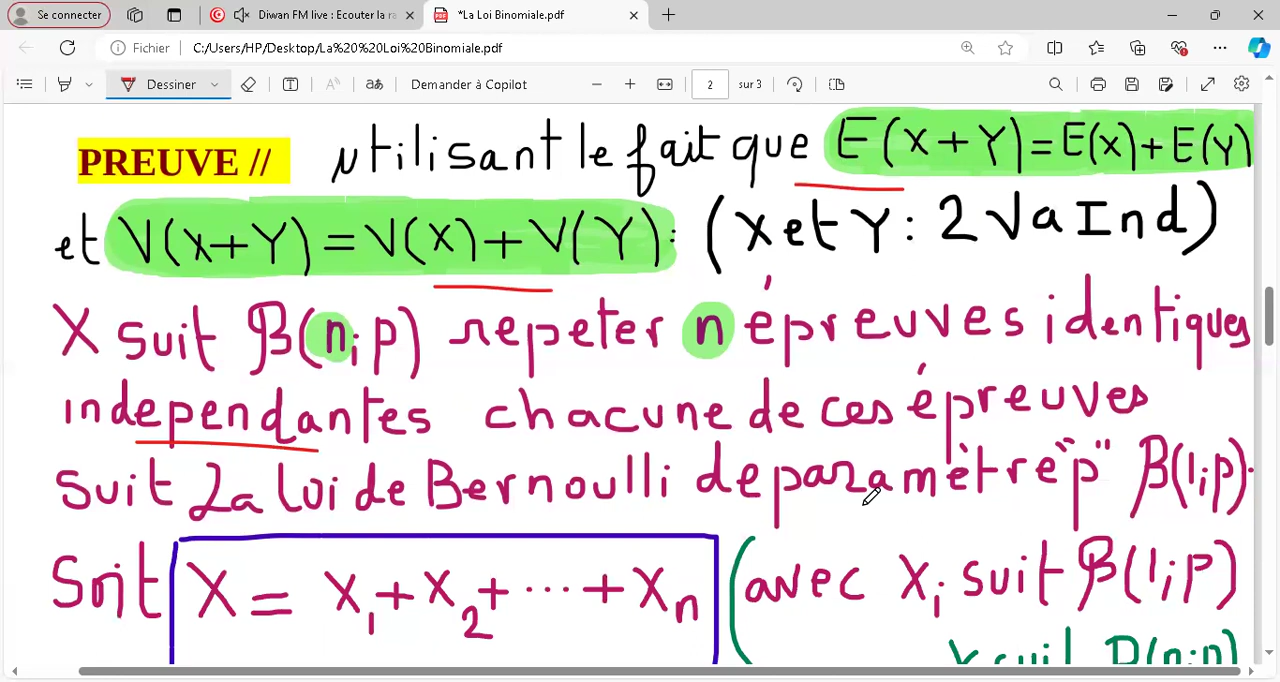 Se connecter
Diwan FM live : Ecouter la ra
*La Loi Binomiale.pdf
Fichier C:/Users/HP/Desktop/La%20%20Loi%20Binomiale.pdf
Dessiner
aあ
Demander à Copilot
2 sur 3
PREUVE // utilisant le fait que E(X+Y)=E(X)+E(Y)
et V(X+Y)=V(X)+V(Y): (X et Y: 2 Va Ind)
X suit B(n;p) repeter n épreuves identiques
independantes chacune de ces épreuves
suit La loi de Bernoulli de paramètre "p" B(1;p).
Soit X = X₁+X₂+···+Xₙ (avec Xᵢ suit B(1;p)
X suit B(n;p)